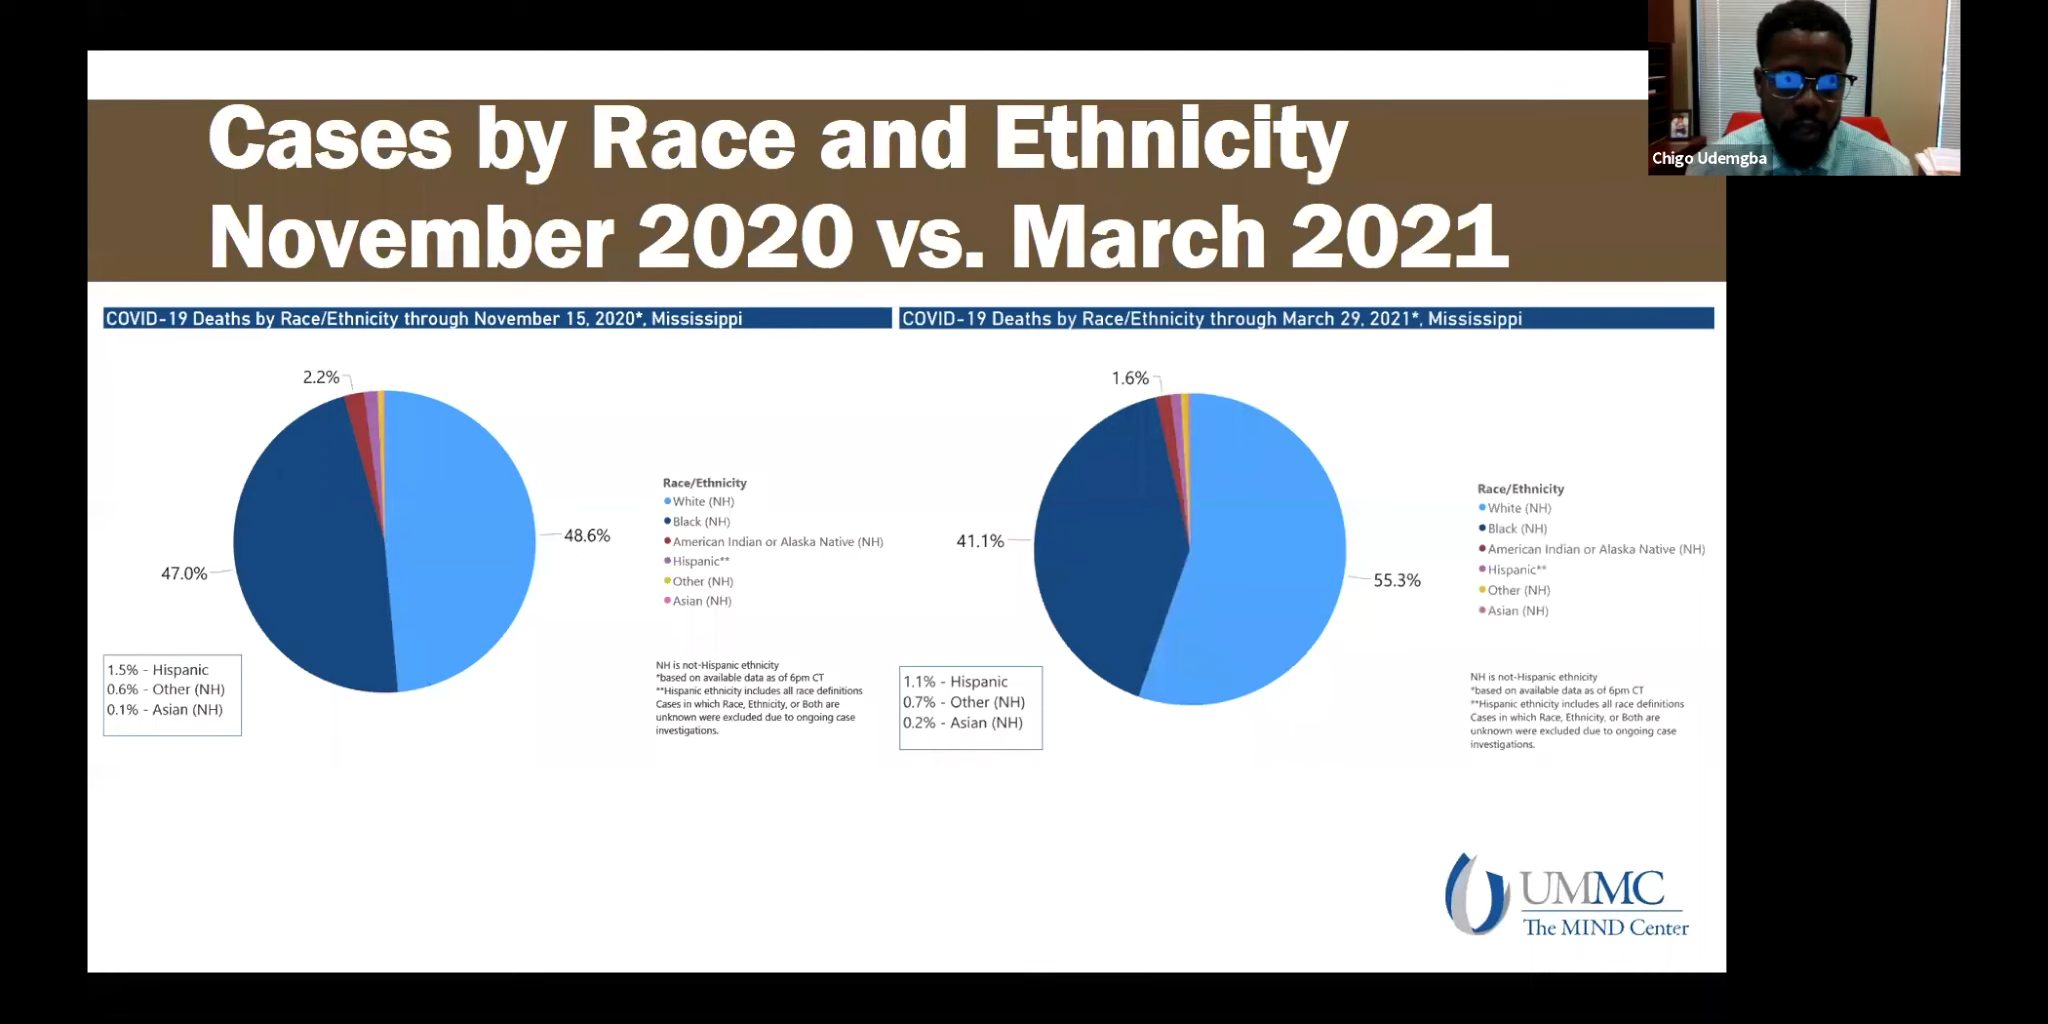 Chigo Udemgba
Cases by Race and Ethnicity
November 2020 vs. March 2021
COVID-19 Deaths by Race/Ethnicity through November 15, 2020*, Mississippi
2.2%
48.6%
47.0%
Race/Ethnicity
White (NH)
Black (NH)
American Indian or Alaska Native (NH)
Hispanic**
Other (NH)
Asian (NH)
1.5% - Hispanic
0.6% - Other (NH)
0.1% - Asian (NH)
NH is not-Hispanic ethnicity
*based on available data as of 6pm CT
**Hispanic ethnicity includes all race definitions
Cases in which Race, Ethnicity, or Both are
unknown were excluded due to ongoing case
investigations.
COVID-19 Deaths by Race/Ethnicity through March 29, 2021*, Mississippi
1.6%
41.1%
55.3%
Race/Ethnicity
White (NH)
Black (NH)
American Indian or Alaska Native (NH)
Hispanic**
Other (NH)
Asian (NH)
1.1% - Hispanic
0.7% - Other (NH)
0.2% - Asian (NH)
NH is not-Hispanic ethnicity
*based on available data as of 6pm CT
**Hispanic ethnicity includes all race definitions
Cases in which Race, Ethnicity, or Both are
unknown were excluded due to ongoing case
investigations.
UMMC
The MIND Center